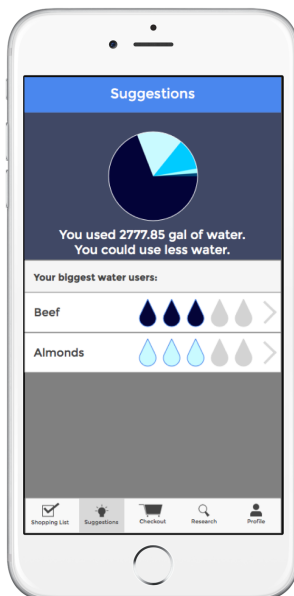 Suggestions
You used 2777.85 gal of water.
You could use less water.
Your biggest water users:
Beef
Almonds
Shopping List Suggestions Checkout Research Profile